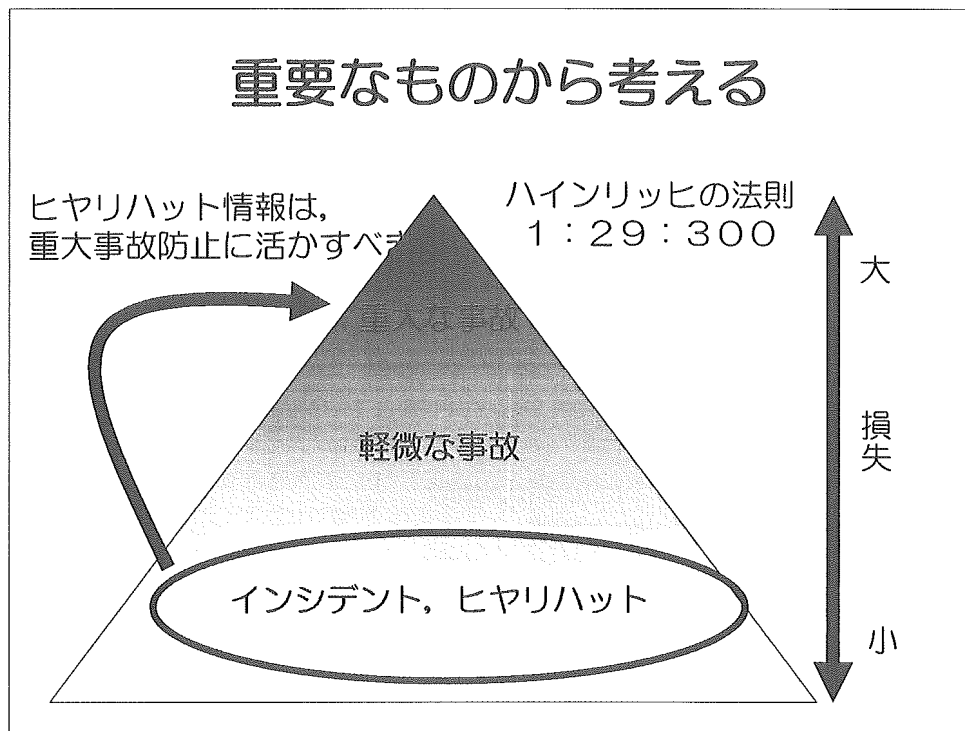 重要なものから考える
ヒヤリハット情報は,
重大事故防止に活かすべき
ハインリッヒの法則
1:29:300
大
重大な事故
軽微な事故
損失
インシデント,ヒヤリハット
小